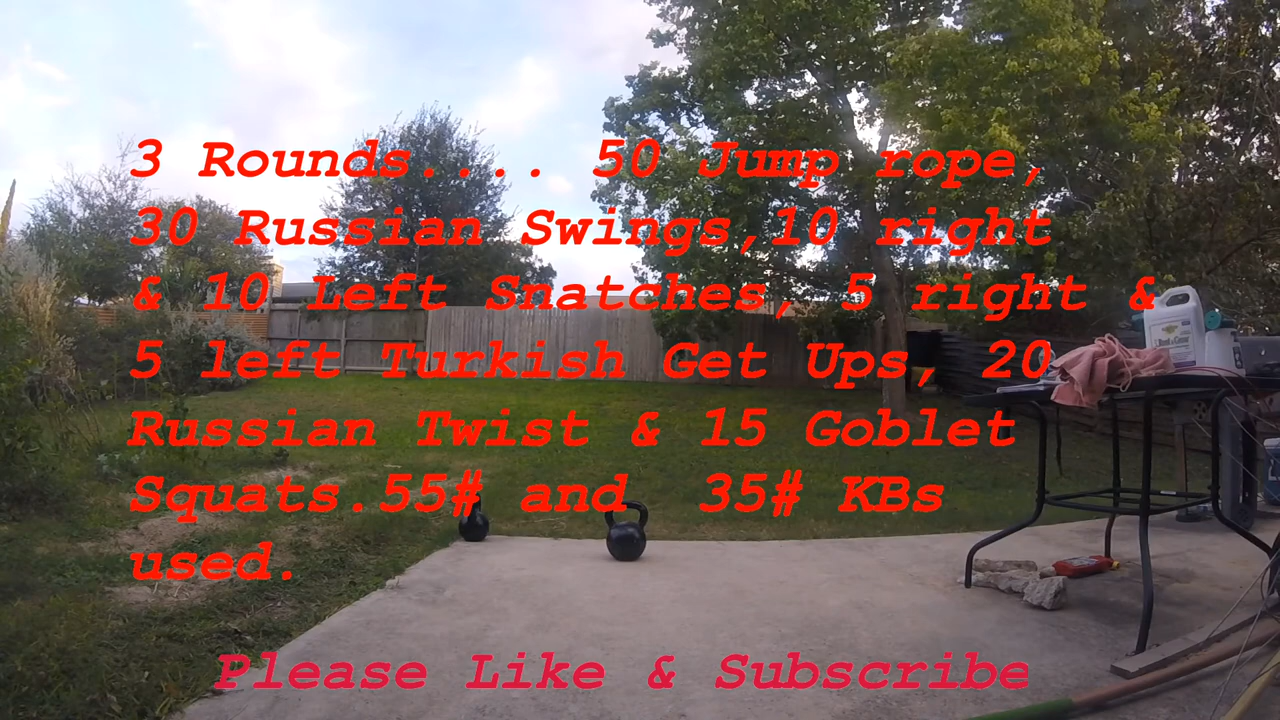 3 Rounds.... 50 Jump rope,
30 Russian Swings,10 right
& 10 Left Snatches, 5 right &
5 left Turkish Get Ups, 20
Russian Twist & 15 Goblet
Squats.55# and  35# KBs
used.
Please Like & Subscribe